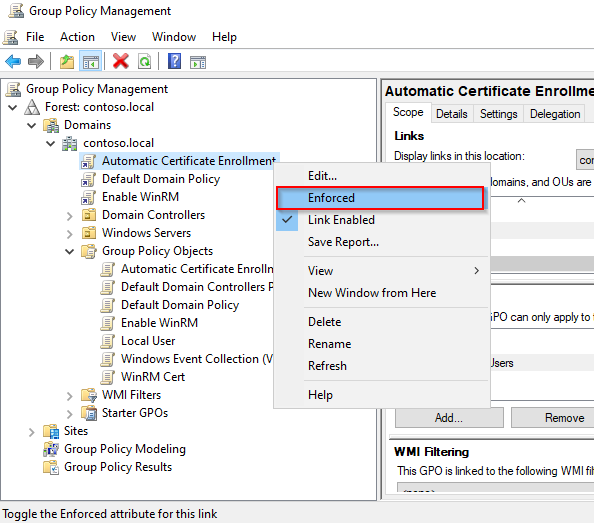 Group Policy Management
File Action View Window Help
Group Policy Management
Forest: contoso.local
Domains
contoso.local
Automatic Certificate Enrollment
Default Domain Policy
Enable WinRM
Domain Controllers
Windows Servers
Group Policy Objects
Automatic Certificate Enrolln
Default Domain Controllers P
Default Domain Policy
Enable WinRM
Local User
Windows Event Collection (V
WinRM Cert
WMI Filters
Starter GPOs
Sites
Group Policy Modeling
Group Policy Results
Edit...
Enforced
Link Enabled
Save Report...
View
New Window from Here
Delete
Rename
Refresh
Help
Automatic Certificate Enrollm
Scope Details Settings Delegation
Links
Display links in this location: con
omains, and OUs are
GPO can only apply to t
Users
Add... Remove
WMI Filtering
This GPO is linked to the following WMI filt
<none>
Toggle the Enforced attribute for this link